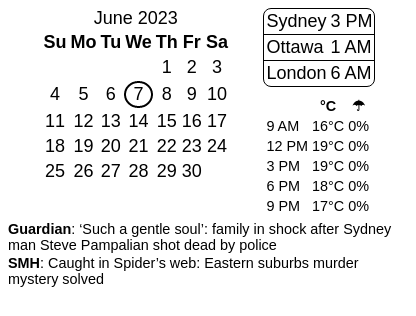 June 2023
Su Mo Tu We Th Fr Sa
1 2 3
4 5 6 7 8 9 10
11 12 13 14 15 16 17
18 19 20 21 22 23 24
25 26 27 28 29 30
Sydney 3 PM
Ottawa 1 AM
London 6 AM
°C ☂
9 AM 16°C 0%
12 PM 19°C 0%
3 PM 19°C 0%
6 PM 18°C 0%
9 PM 17°C 0%
Guardian: ‘Such a gentle soul’: family in shock after Sydney
man Steve Pampalian shot dead by police
SMH: Caught in Spider’s web: Eastern suburbs murder
mystery solved